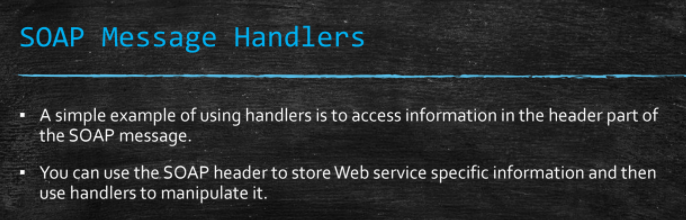 SOAP Message Handlers
▪ A simple example of using handlers is to access information in the header part of
the SOAP message.
▪ You can use the SOAP header to store Web service specific information and then
use handlers to manipulate it.